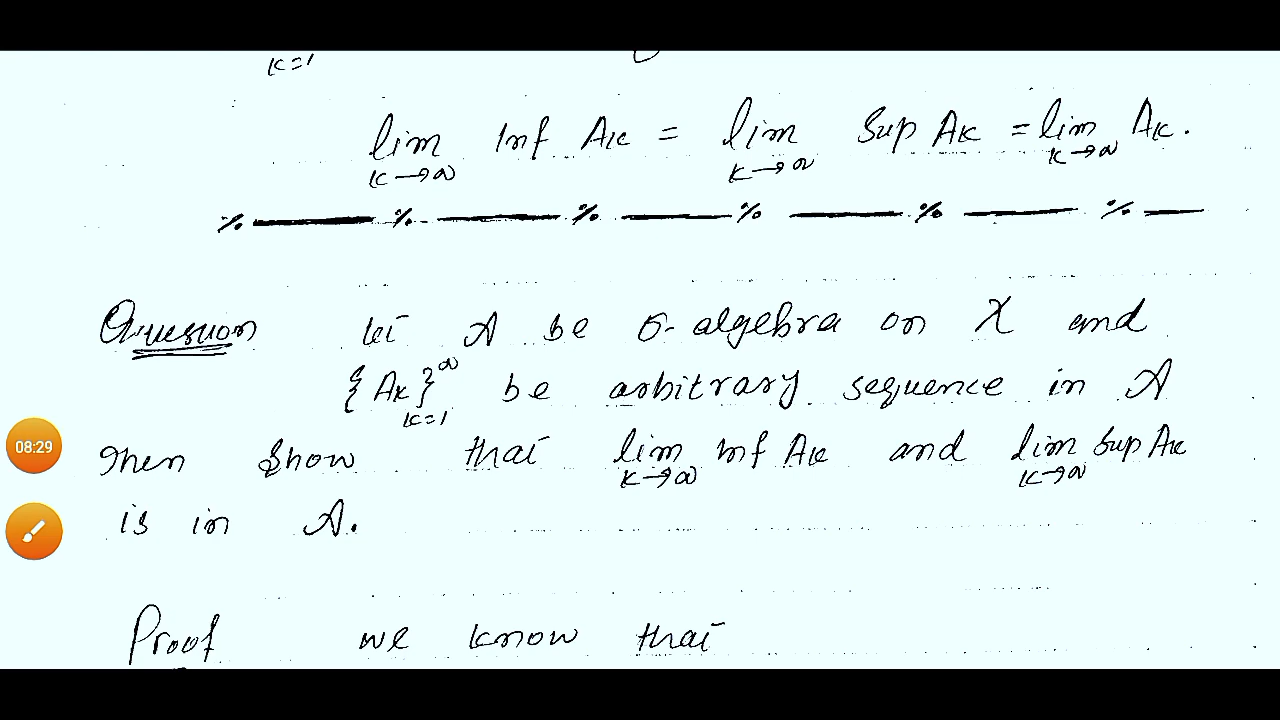 k=1
lim inf Ak = lim sup Ak = lim Ak.
k→∞ k→∞ k→∞
% % % % % %
Question let A be σ-algebra on X and
{Ak}∞ be arbitrary sequence in A
k=1
then show that lim inf Ak and lim sup Ak
k→∞ k→∞
is in A.
Proof we know that
08:29